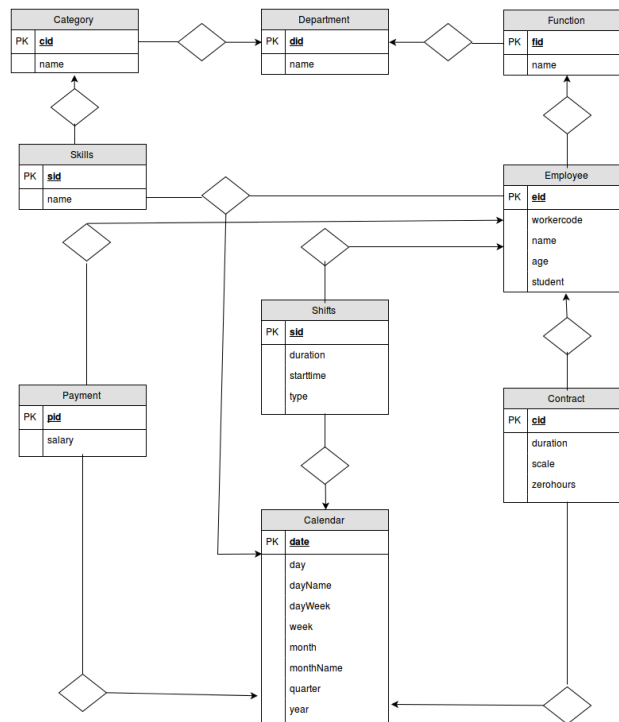 Category
PK cid
name
Department
PK did
name
Function
PK fid
name
Skills
PK sid
name
Employee
PK eid
workercode
name
age
student
Shifts
PK sid
duration
starttime
type
Payment
PK pid
salary
Contract
PK cid
duration
scale
zerohours
Calendar
PK date
day
dayName
dayWeek
week
month
monthName
quarter
year